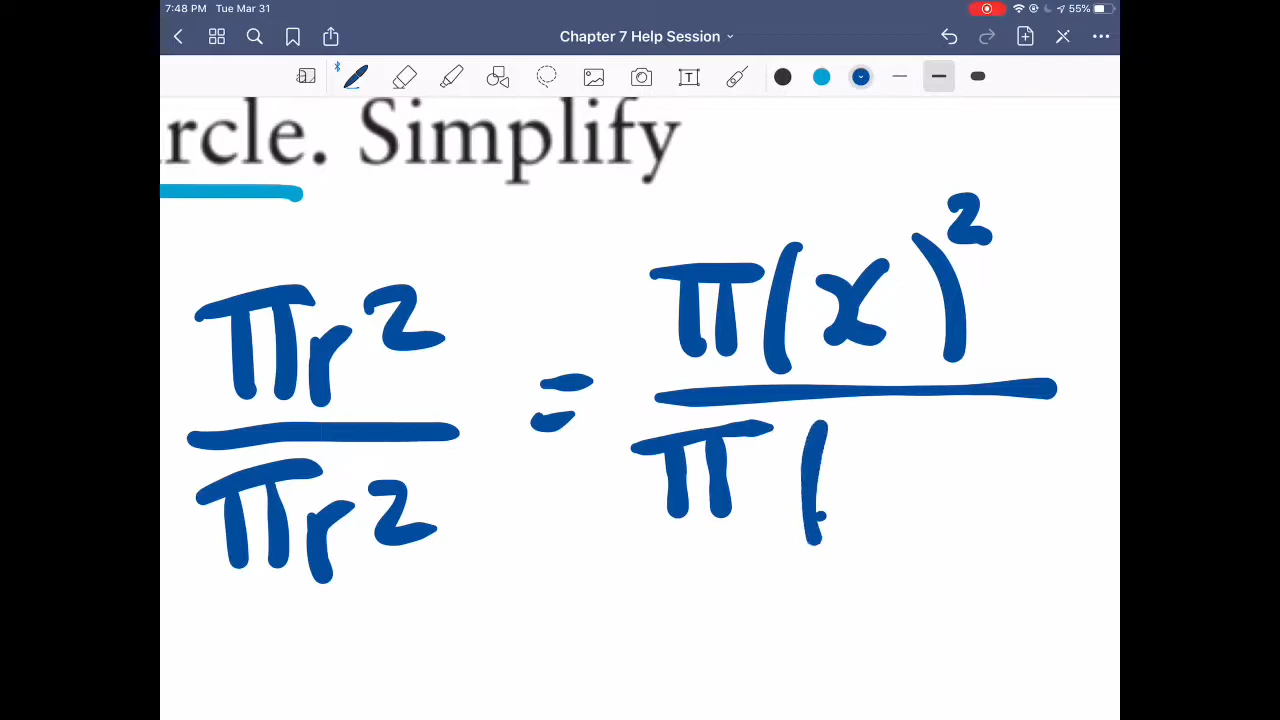 7:48 PM Tue Mar 31 55%
Chapter 7 Help Session
T
rcle. Simplify
πr² = π(x)²
πr² π(